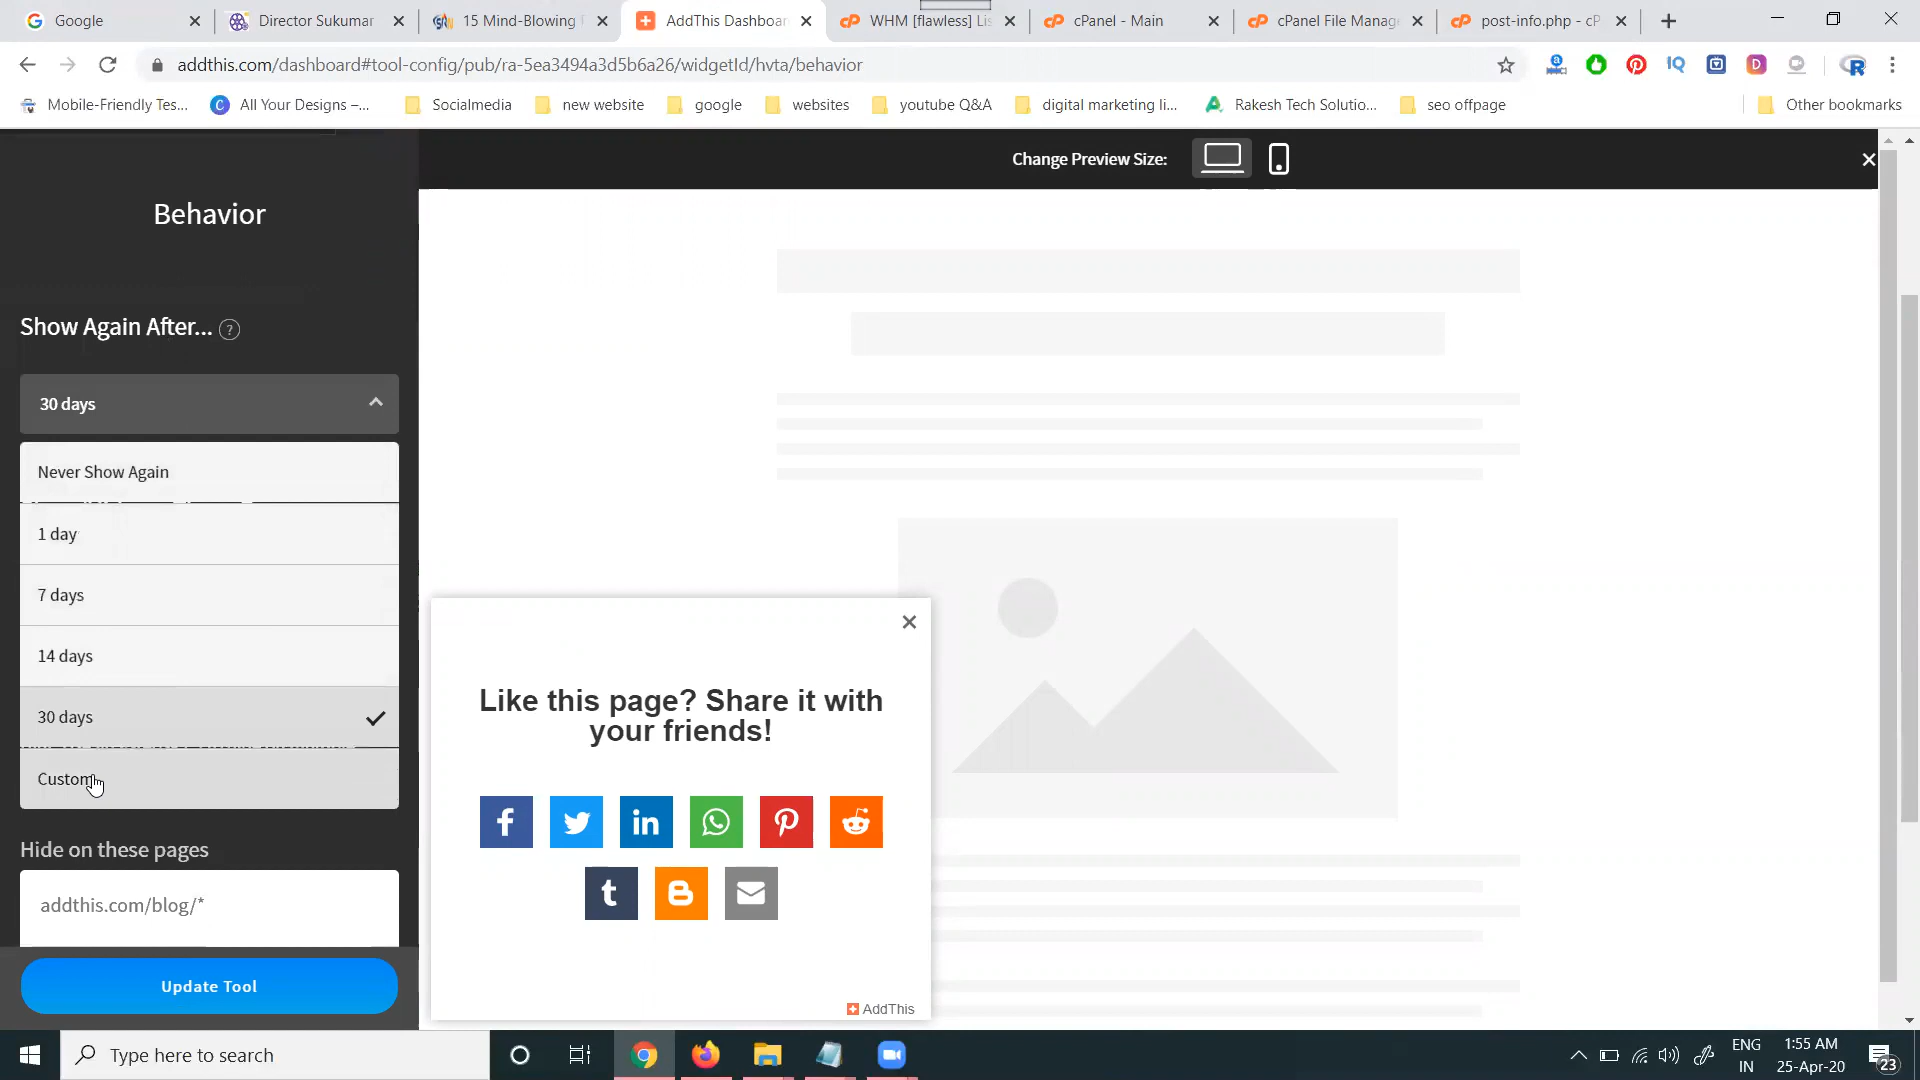 Google
Director Sukumar
15 Mind-Blowing
AddThis Dashboar
WHM [flawless] Lis
cPanel - Main
cPanel File Manag
post-info.php - cP
addthis.com/dashboard#tool-config/pub/ra-5ea3494a3d5b6a26/widgetId/hvta/behavior
Mobile-Friendly Tes...
All Your Designs –...
Socialmedia
new website
google
websites
youtube Q&A
digital marketing li...
Rakesh Tech Solutio...
seo offpage
Other bookmarks
Change Preview Size:
Behavior
Show Again After... ?
30 days
Never Show Again
1 day
7 days
14 days
30 days
Custom
Hide on these pages
addthis.com/blog/*
Update Tool
Like this page? Share it with
your friends!
AddThis
Type here to search
ENG
IN
1:55 AM
25-Apr-20
23